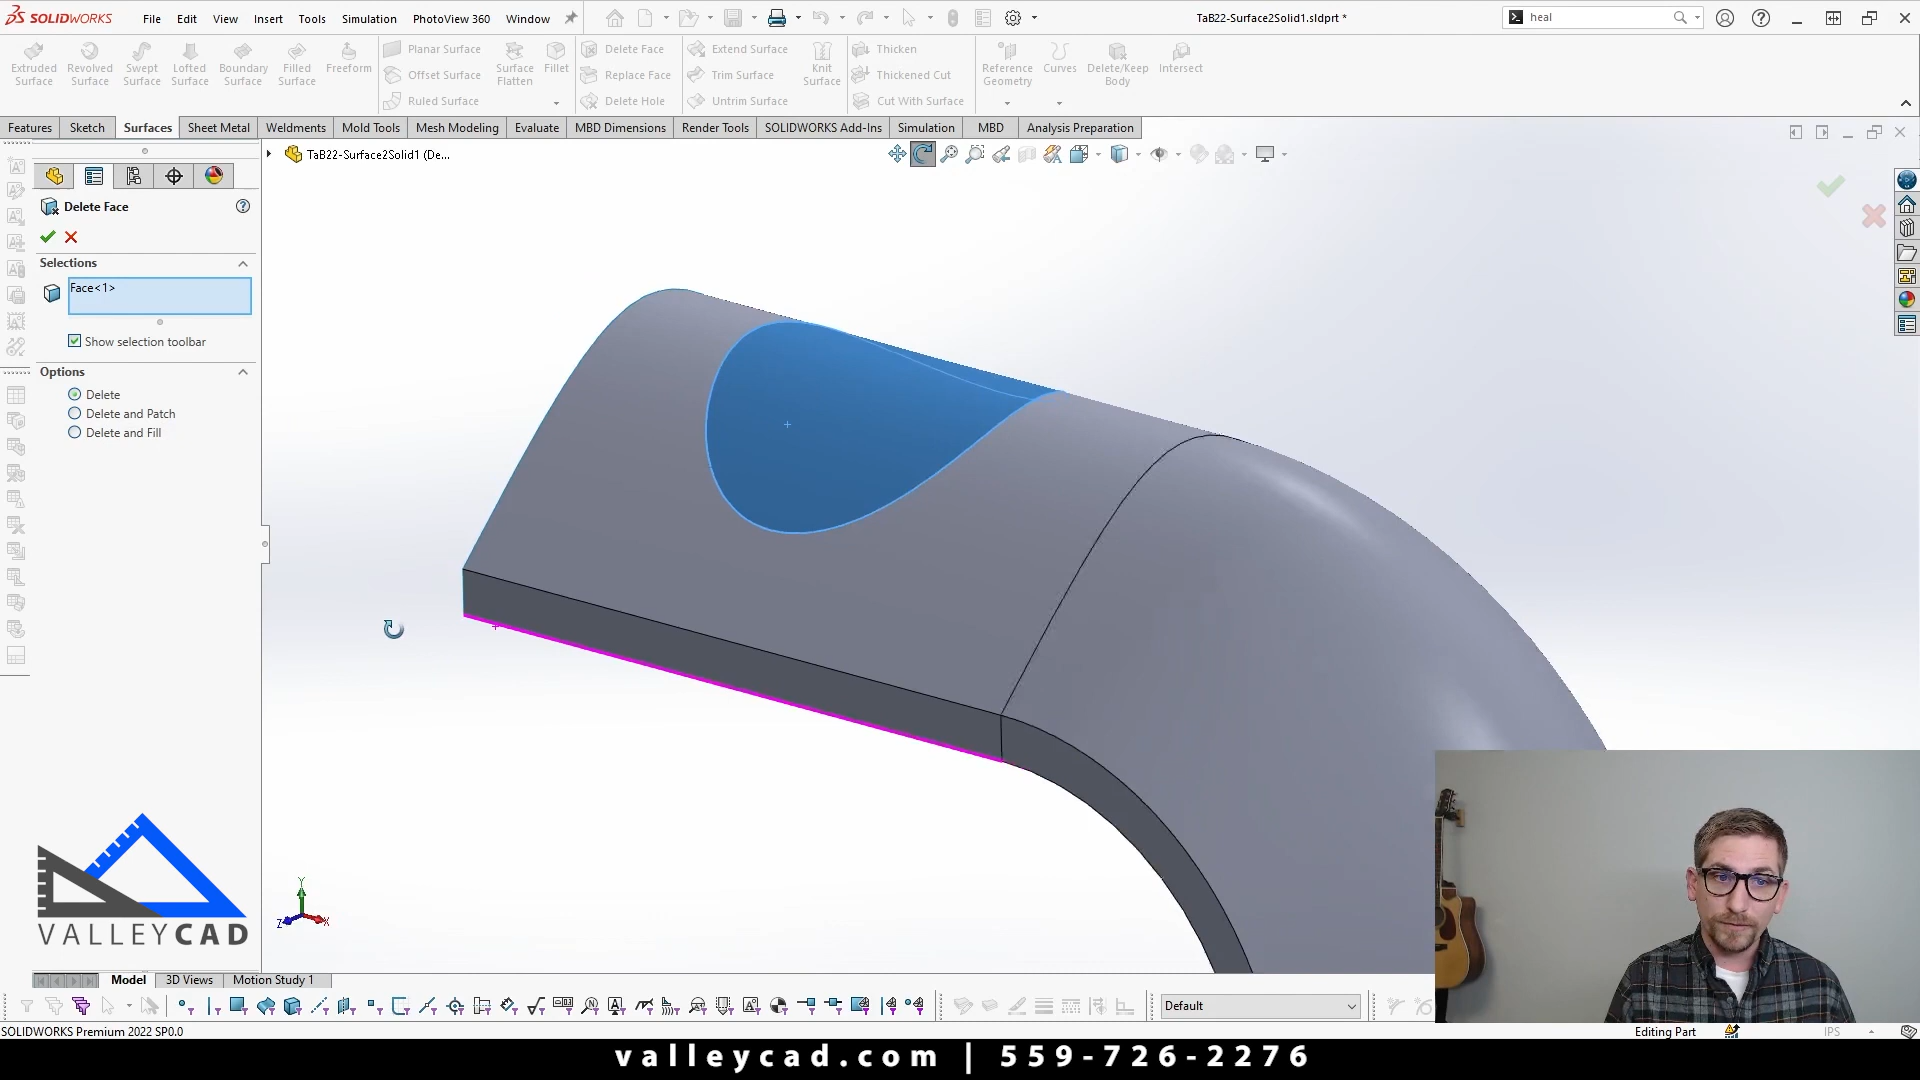 SOLIDWORKS
File Edit View Insert Tools Simulation PhotoView 360 Window
TaB22-Surface2Solid1.sldprt *
heal
Extruded Surface
Revolved Surface
Swept Surface
Lofted Surface
Boundary Surface
Filled Surface
Freeform
Planar Surface
Offset Surface
Ruled Surface
Surface Flatten
Fillet
Delete Face
Replace Face
Delete Hole
Extend Surface
Trim Surface
Untrim Surface
Knit Surface
Thicken
Thickened Cut
Cut With Surface
Reference Geometry
Curves
Delete/Keep Body
Intersect
Features Sketch Surfaces Sheet Metal Weldments Mold Tools Mesh Modeling Evaluate MBD Dimensions Render Tools SOLIDWORKS Add-Ins Simulation MBD Analysis Preparation
TaB22-Surface2Solid1 (De...
Delete Face
Selections
Face<1>
Show selection toolbar
Options
Delete
Delete and Patch
Delete and Fill
Y
Z
X
VALLEYCAD
Model 3D Views Motion Study 1
Default
SOLIDWORKS Premium 2022 SP0.0
Editing Part
IPS
valleycad.com | 559-726-2276